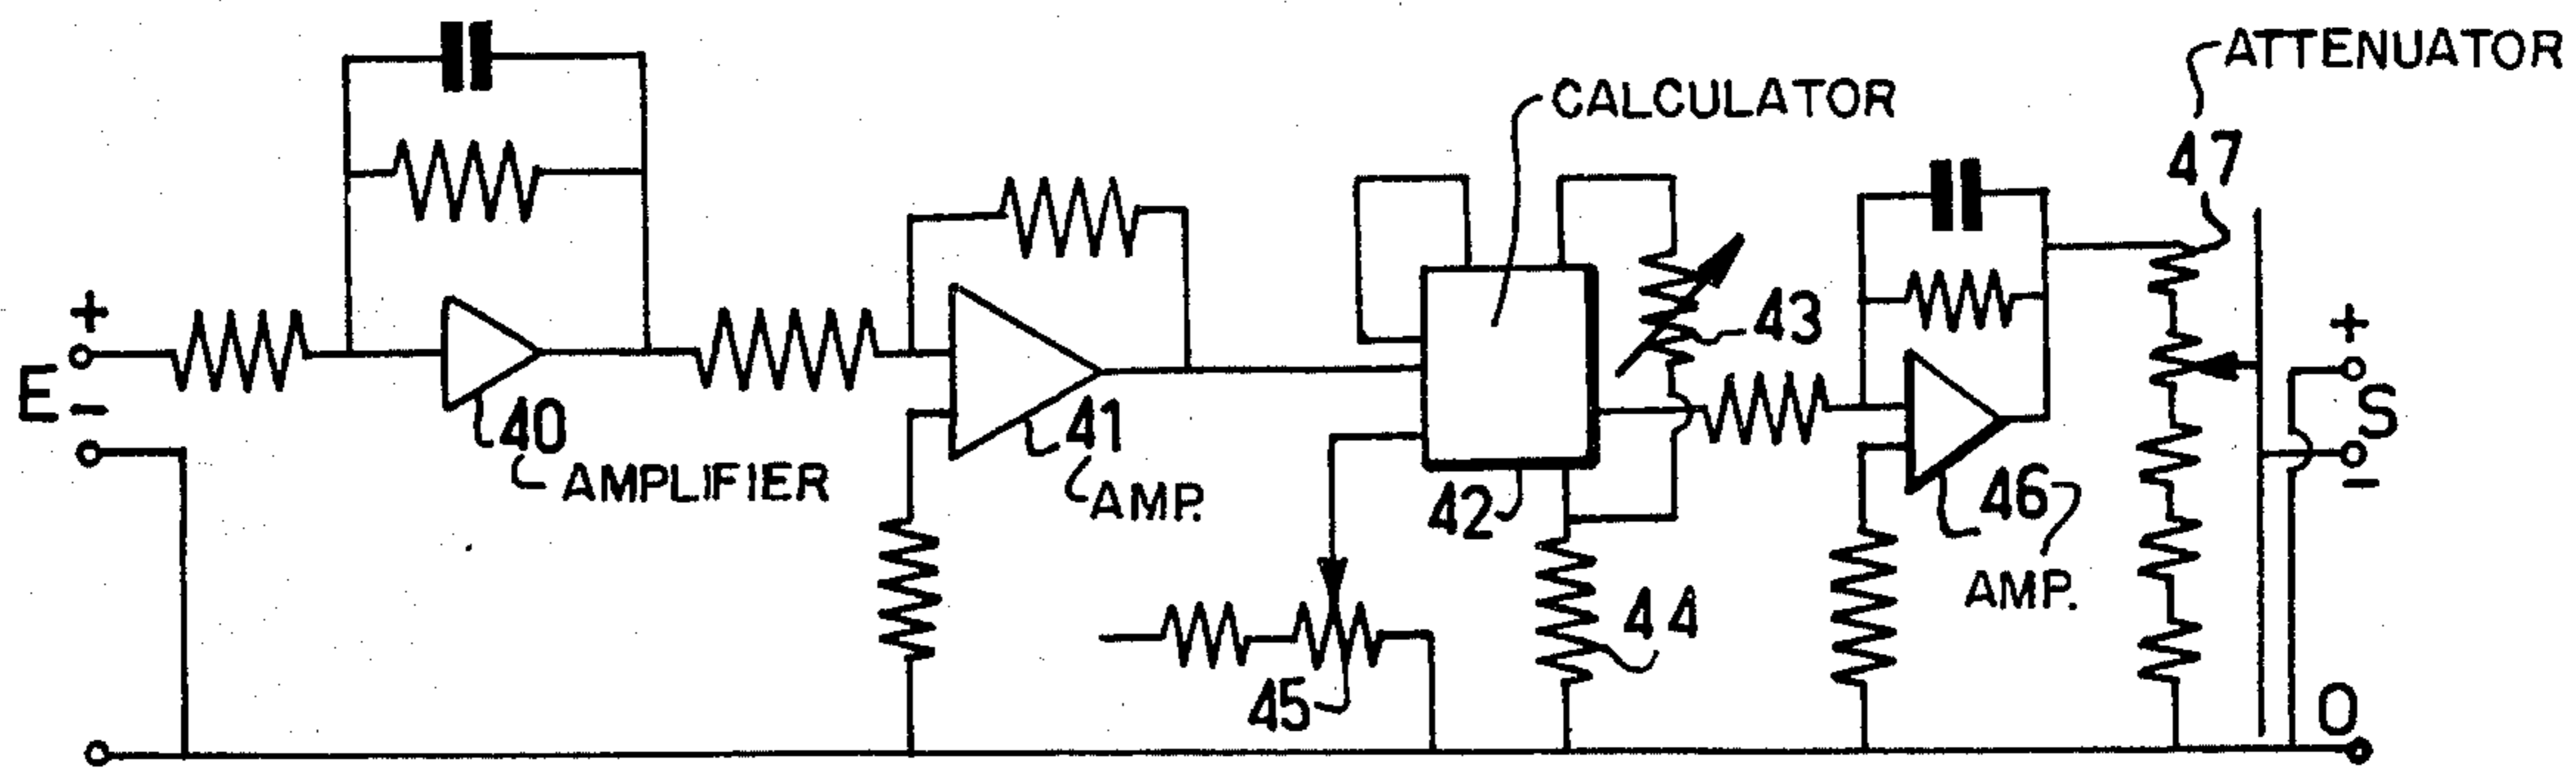 ATTENUATOR
CALCULATOR
47
+
E
-
40
AMPLIFIER
41
AMP.
42
43
44
45
46
AMP.
+
S
-
O